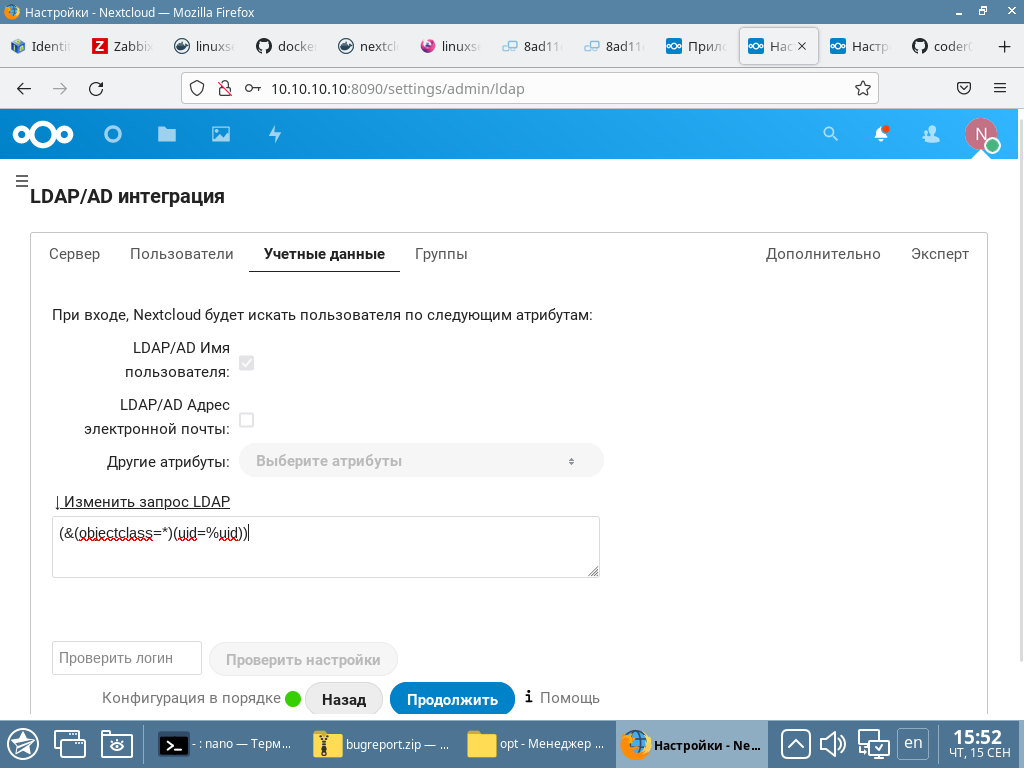 Настройки - Nextcloud — Mozilla Firefox
Identi Z Zabbi linuxse docke nextcl linuxse 8ad11 8ad11 Прил Нас Настр coder
10.10.10.10:8090/settings/admin/ldap
N
LDAP/AD интеграция
Сервер Пользователи Учетные данные Группы Дополнительно Эксперт
При входе, Nextcloud будет искать пользователя по следующим атрибутам:
LDAP/AD Имя
пользователя:
LDAP/AD Адрес
электронной почты:
Другие атрибуты: Выберите атрибуты
↓ Изменить запрос LDAP
(&(objectclass=*)(uid=%uid))
Проверить логин Проверить настройки
Конфигурация в порядке Назад Продолжить i Помощь
- : nano — Терм... bugreport.zip — ... opt - Менеджер ... Настройки - Ne... en 15:52
ЧТ, 15 СЕН